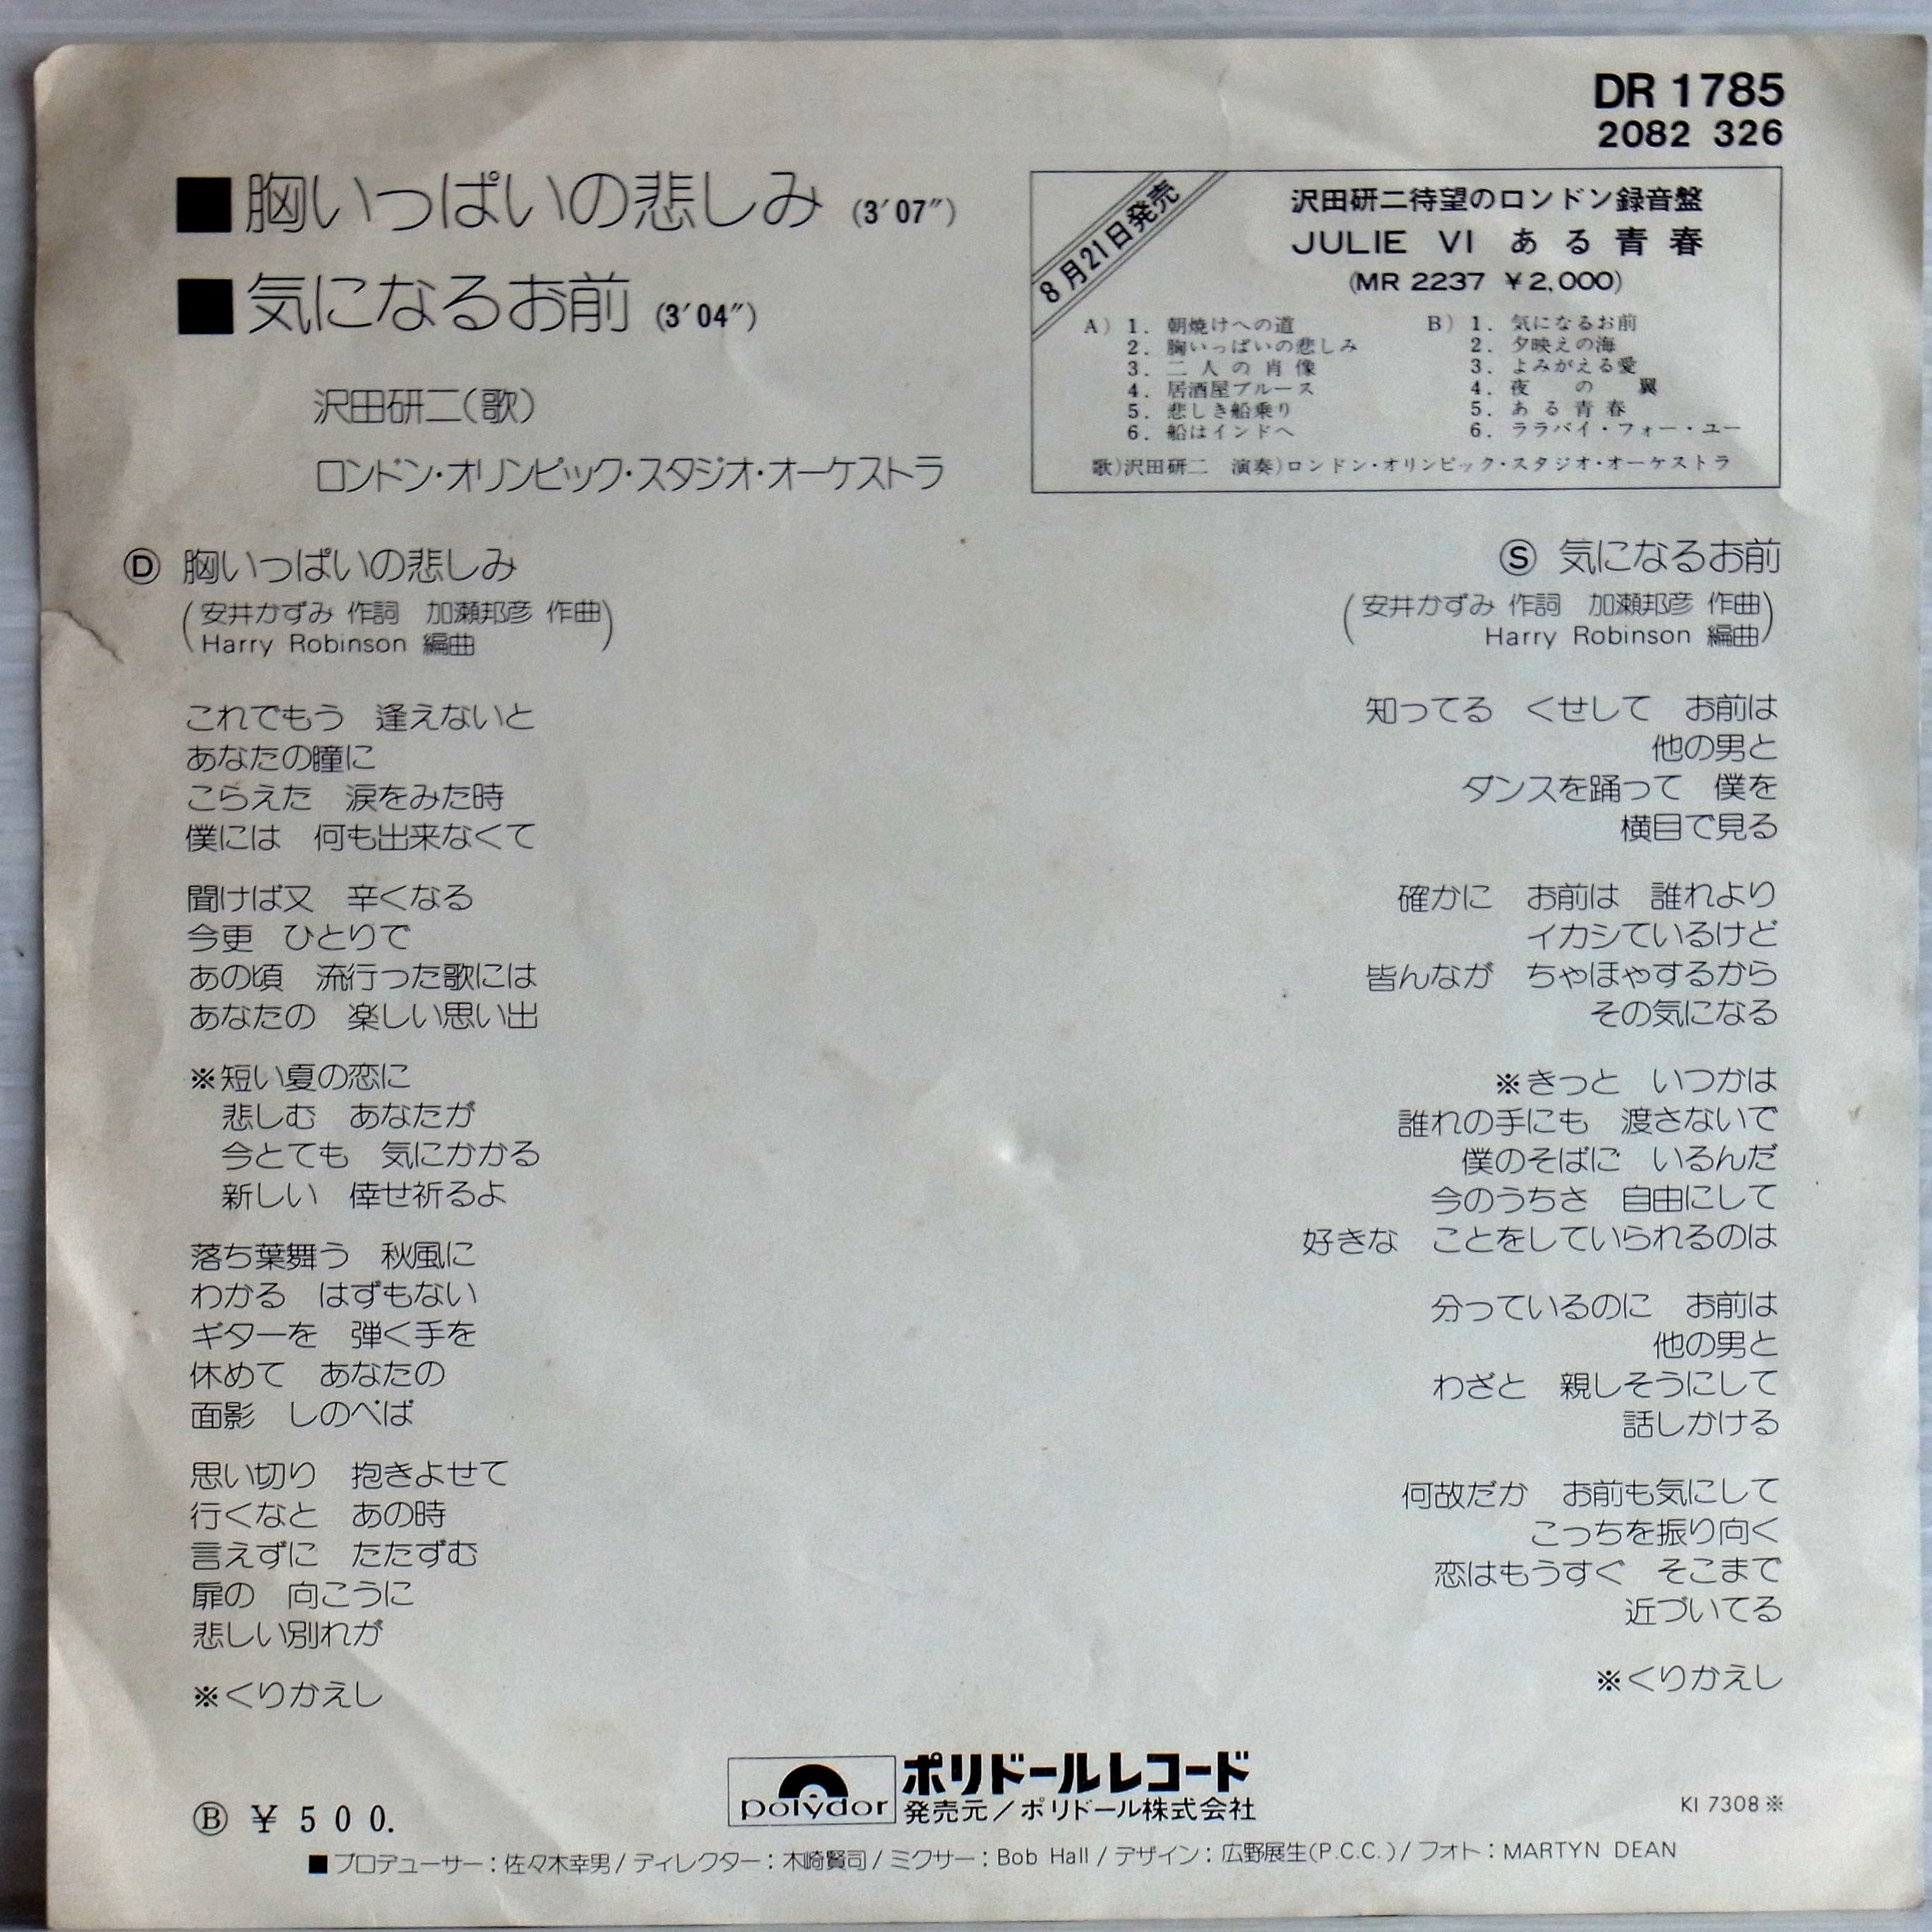 DR 1785
2082 326
■胸いっぱいの悲しみ (3′07″)
■気になるお前 (3′04″)
沢田研二(歌)
ロンドン・オリンピック・スタジオ・オーケストラ
8月21日発売
沢田研二待望のロンドン録音盤
JULIE VI ある青春
(MR 2237 ¥2,000)
A) 1. 朝焼けへの道
2. 胸いっぱいの悲しみ
3. 二人の肖像
4. 居酒屋ブルース
5. 悲しき船乗り
6. 船はインドへ
B) 1. 気になるお前
2. 夕映えの海
3. よみがえる愛
4. 夜の翼
5. ある青春
6. ララバイ・フォー・ユー
歌)沢田研二 演奏)ロンドン・オリンピック・スタジオ・オーケストラ
Ⓓ 胸いっぱいの悲しみ
(安井かずみ 作詞 加瀬邦彦 作曲
Harry Robinson 編曲)
これでもう 逢えないと
あなたの瞳に
こらえた 涙をみた時
僕には 何も出来なくて
聞けば又 辛くなる
今更 ひとりで
あの頃 流行った歌には
あなたの 楽しい思い出
※短い夏の恋に
悲しむ あなたが
今とても 気にかかる
新しい 倖せ祈るよ
落ち葉舞う 秋風に
わかる はずもない
ギターを 弾く手を
休めて あなたの
面影 しのべば
思い切り 抱きよせて
行くなと あの時
言えずに たたずむ
扉の 向こうに
悲しい別れが
※くりかえし
Ⓢ 気になるお前
(安井かずみ 作詞 加瀬邦彦 作曲
Harry Robinson 編曲)
知ってる くせして お前は
他の男と
ダンスを踊って 僕を
横目で見る
確かに お前は 誰れより
イカシているけど
皆んなが ちゃほやするから
その気になる
※きっと いつかは
誰れの手にも 渡さないで
僕のそばに いるんだ
今のうちさ 自由にして
好きな ことをしていられるのは
分っているのに お前は
他の男と
わざと 親しそうにして
話しかける
何故だか お前も気にして
こっちを振り向く
恋はもうすぐ そこまで
近づいてる
※くりかえし
Ⓑ ¥500.
polydor
ポリドールレコード
発売元/ポリドール株式会社
KI 7308※
■プロデューサー:佐々木幸男/ディレクター:木崎賢司/ミクサー:Bob Hall/デザイン:広野展生(P.C.C.)/フォト:MARTYN DEAN